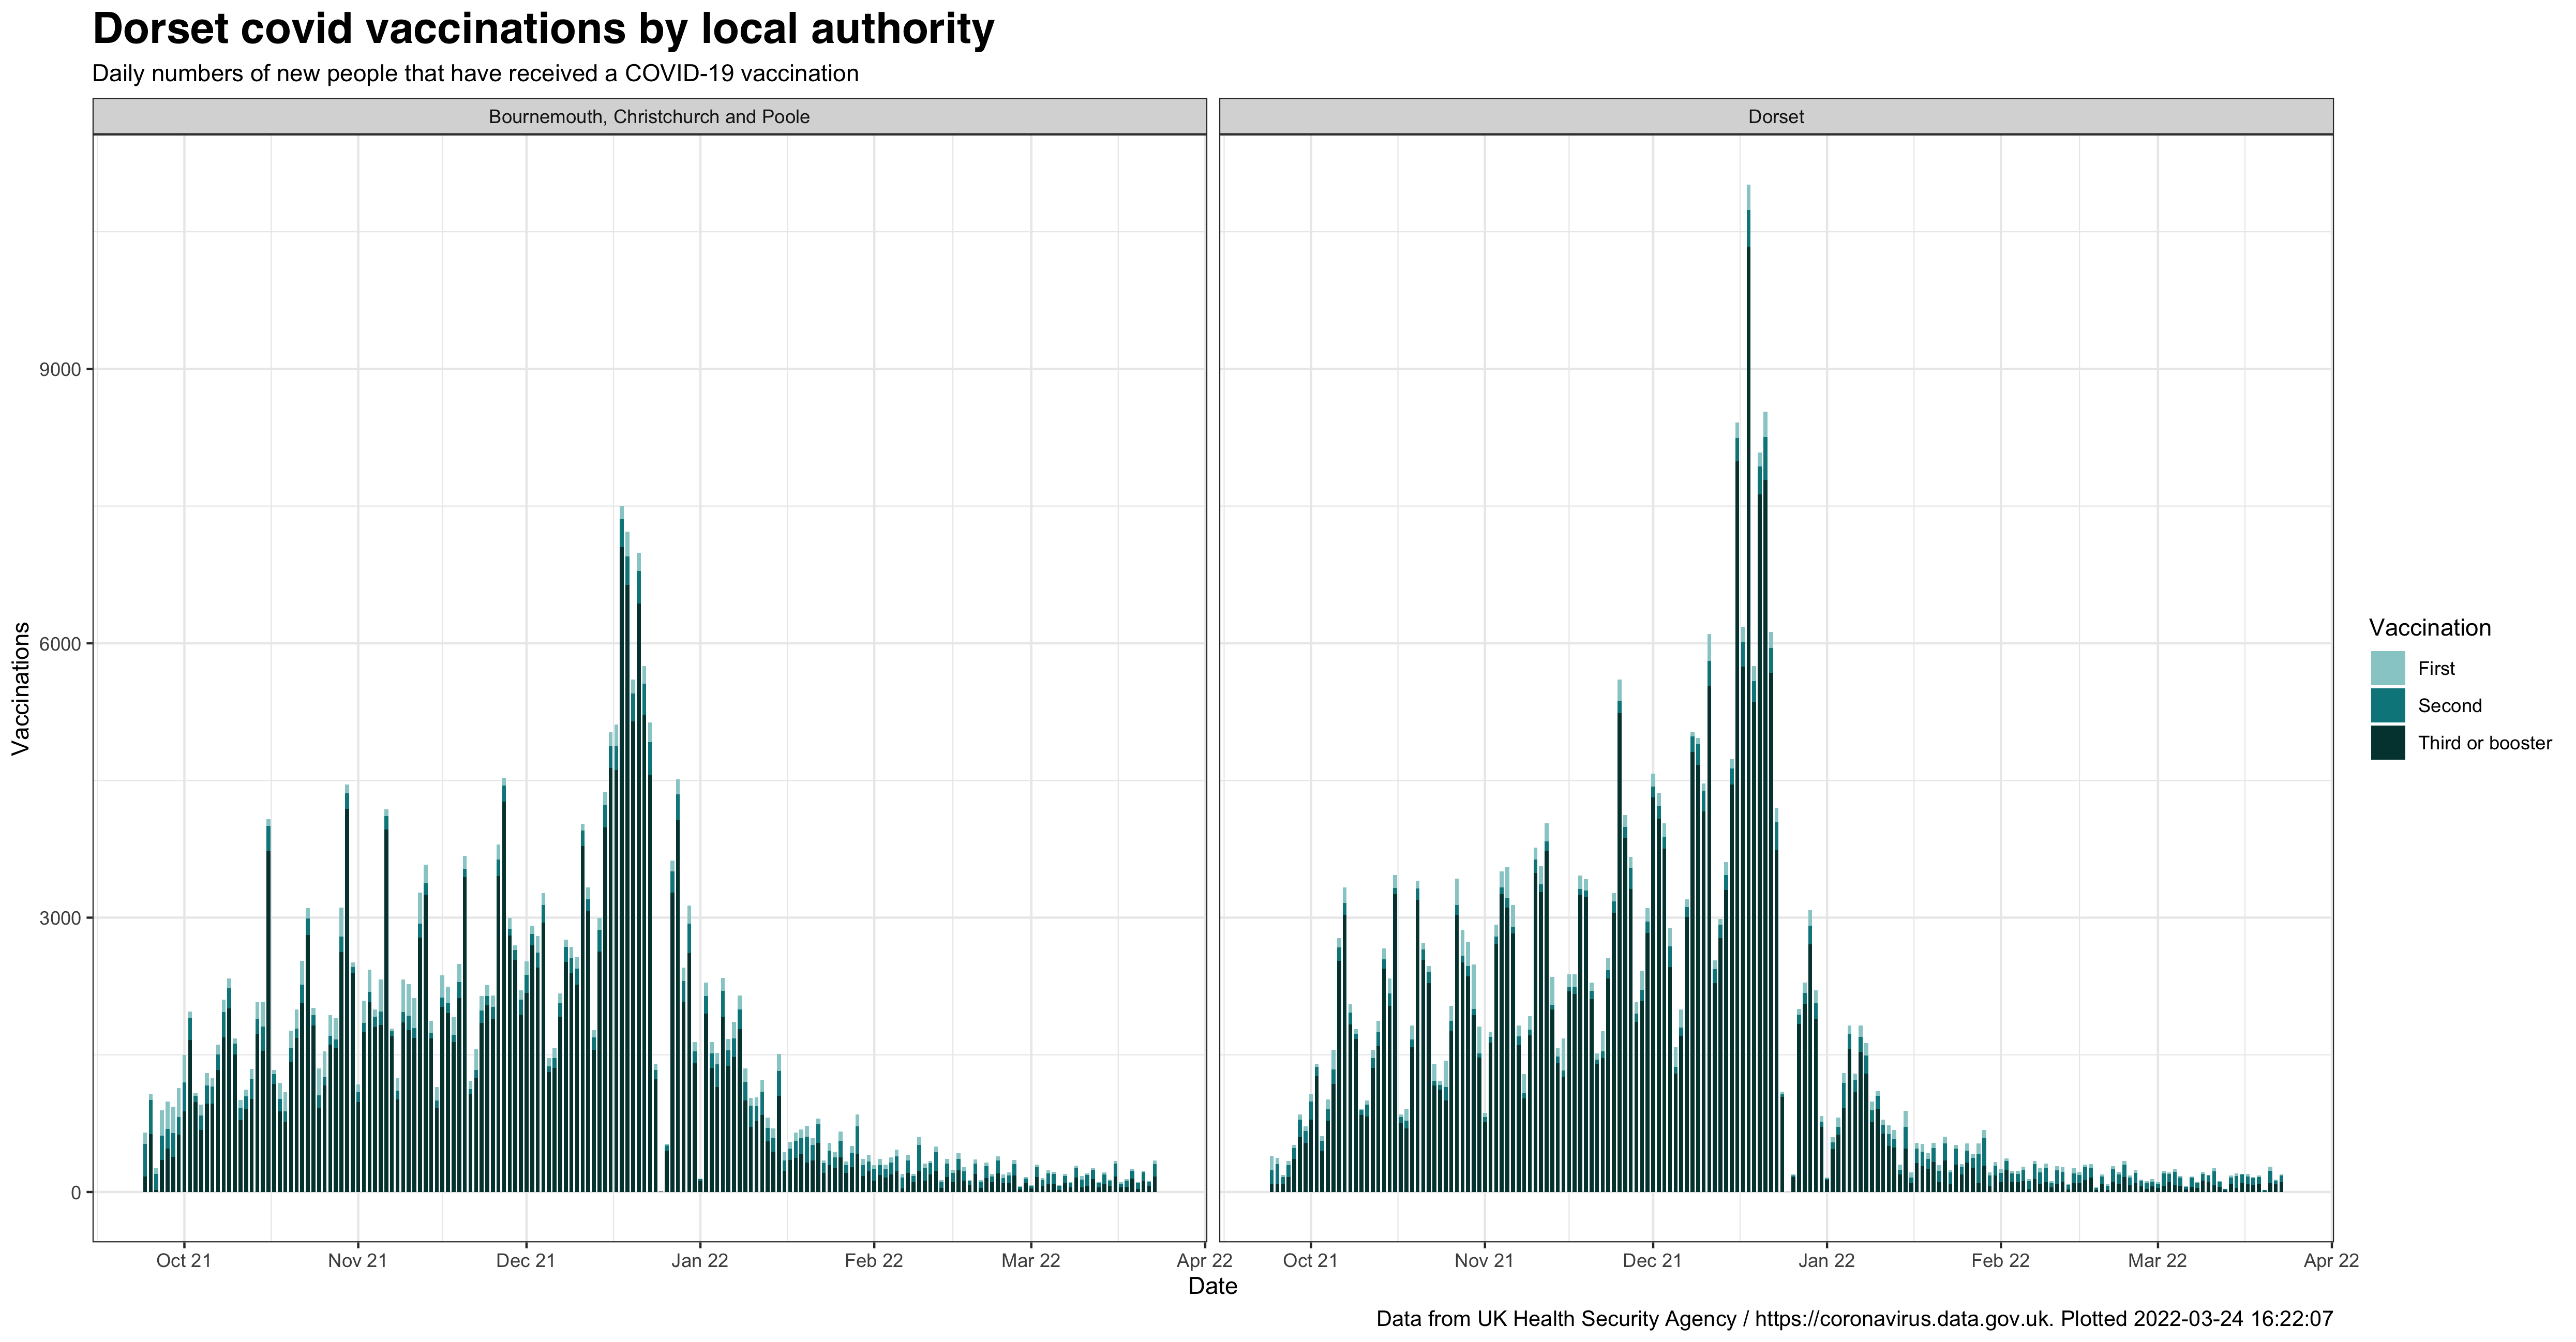 Dorset covid vaccinations by local authority
Daily numbers of new people that have received a COVID-19 vaccination
Bournemouth, Christchurch and Poole
Dorset
Vaccinations
9000
6000
3000
0
Oct 21
Nov 21
Dec 21
Jan 22
Feb 22
Mar 22
Apr 22
Oct 21
Nov 21
Dec 21
Jan 22
Feb 22
Mar 22
Apr 22
Date
Vaccination
First
Second
Third or booster
Data from UK Health Security Agency / https://coronavirus.data.gov.uk. Plotted 2022-03-24 16:22:07